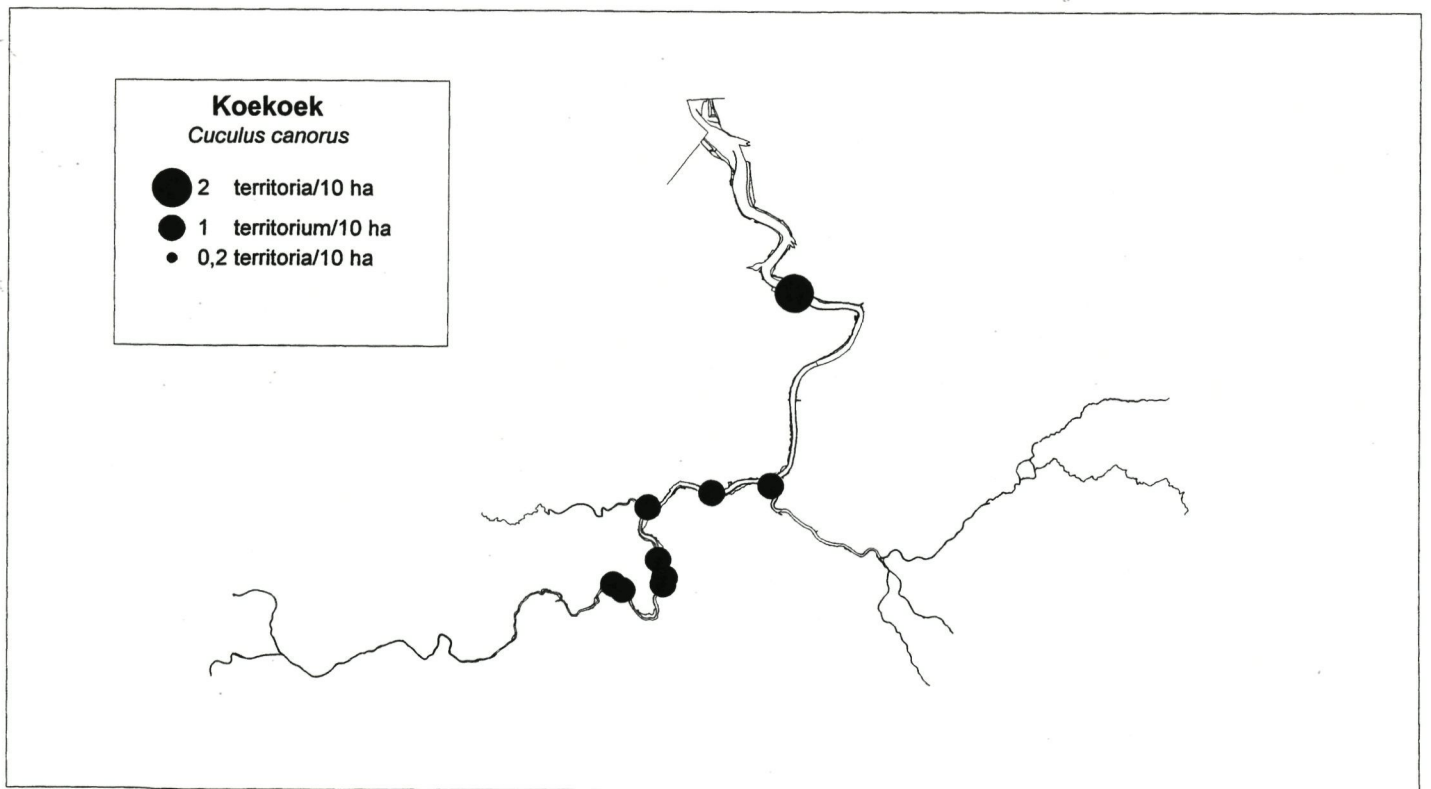 Koekoek
Cuculus canorus
2 territoria/10 ha
1 territorium/10 ha
0,2 territoria/10 ha